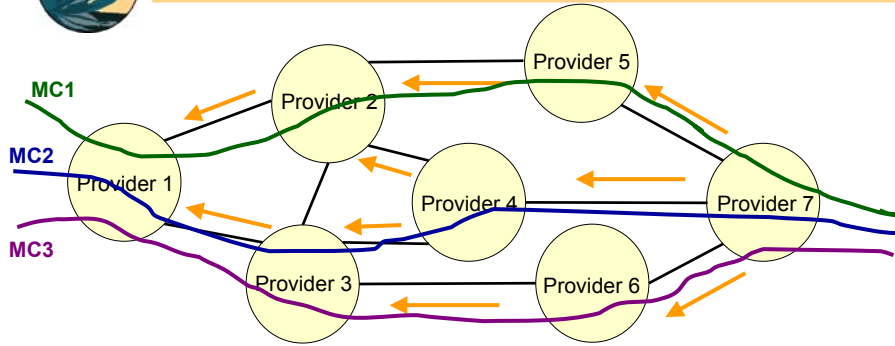 Provider 5
MC1
Provider 2
MC2
Provider 1
Provider 4
Provider 7
MC3
Provider 3
Provider 6